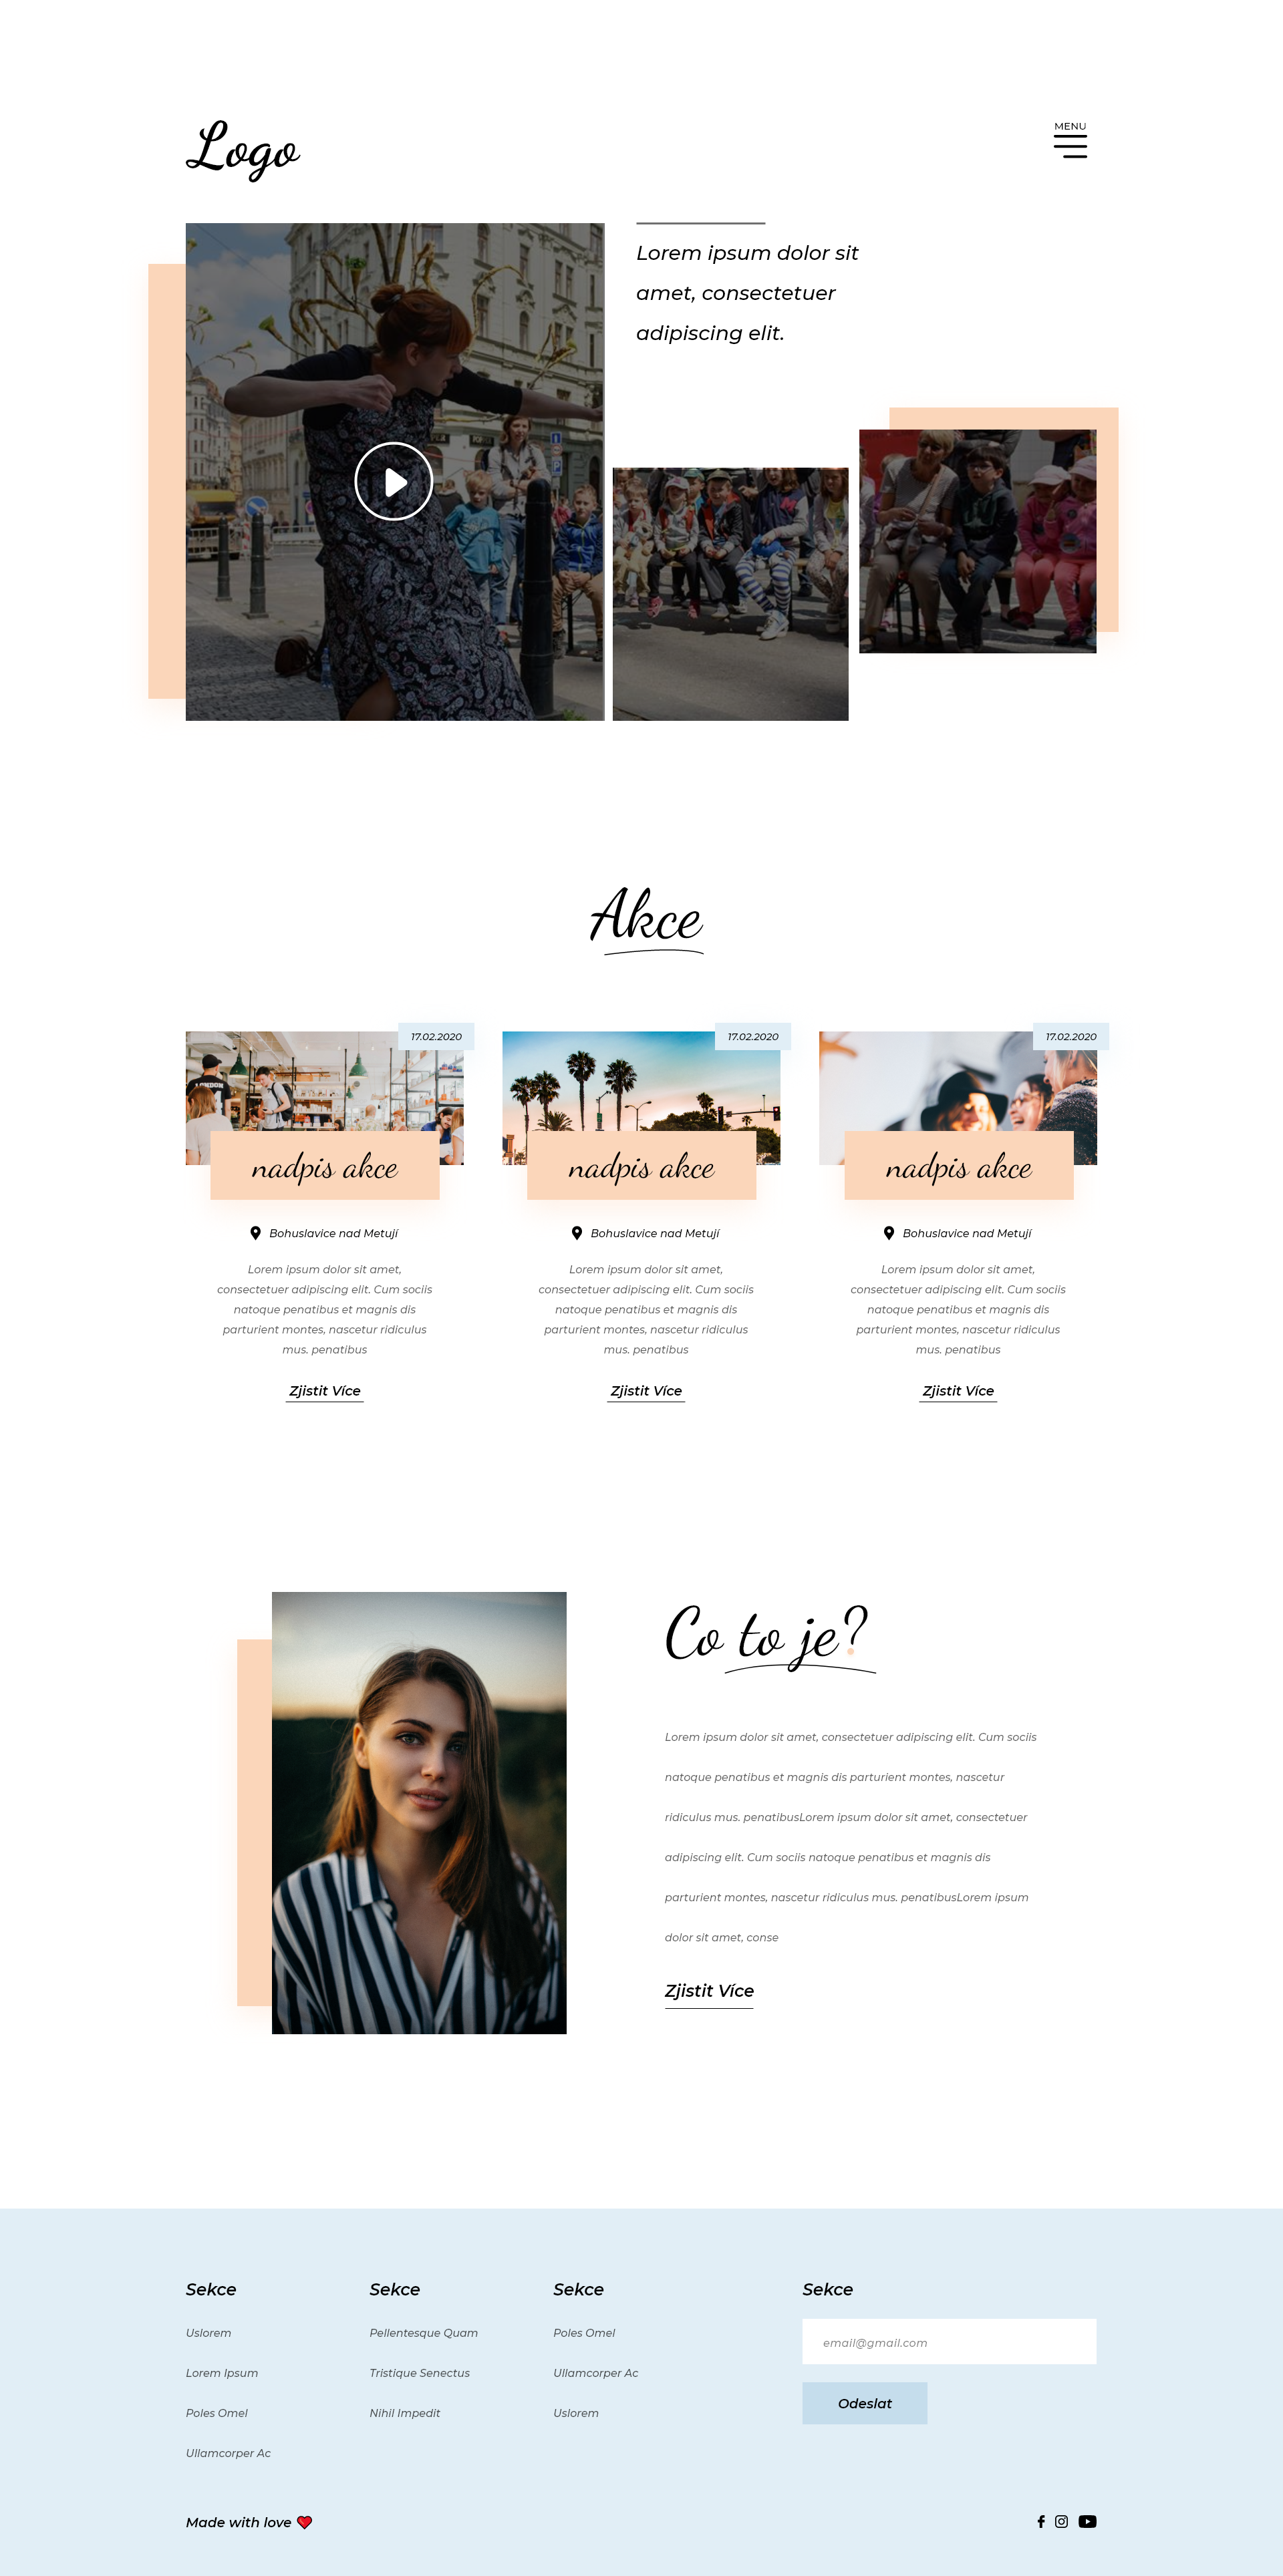 Logo
MENU
Lorem ipsum dolor sit
amet, consectetuer
adipiscing elit.
Akce
17.02.2020
LONDON
nadpis akce
Bohuslavice nad Metují
Lorem ipsum dolor sit amet,
consectetuer adipiscing elit. Cum sociis
natoque penatibus et magnis dis
parturient montes, nascetur ridiculus
mus. penatibus
Zjistit Více
17.02.2020
nadpis akce
Bohuslavice nad Metují
Lorem ipsum dolor sit amet,
consectetuer adipiscing elit. Cum sociis
natoque penatibus et magnis dis
parturient montes, nascetur ridiculus
mus. penatibus
Zjistit Více
17.02.2020
nadpis akce
Bohuslavice nad Metují
Lorem ipsum dolor sit amet,
consectetuer adipiscing elit. Cum sociis
natoque penatibus et magnis dis
parturient montes, nascetur ridiculus
mus. penatibus
Zjistit Více
Co to je?
Lorem ipsum dolor sit amet, consectetuer adipiscing elit. Cum sociis
natoque penatibus et magnis dis parturient montes, nascetur
ridiculus mus. penatibusLorem ipsum dolor sit amet, consectetuer
adipiscing elit. Cum sociis natoque penatibus et magnis dis
parturient montes, nascetur ridiculus mus. penatibusLorem ipsum
dolor sit amet, conse
Zjistit Více
Sekce
Uslorem
Lorem Ipsum
Poles Omel
Ullamcorper Ac
Sekce
Pellentesque Quam
Tristique Senectus
Nihil Impedit
Sekce
Poles Omel
Ullamcorper Ac
Uslorem
Sekce
email@gmail.com
Odeslat
Made with love